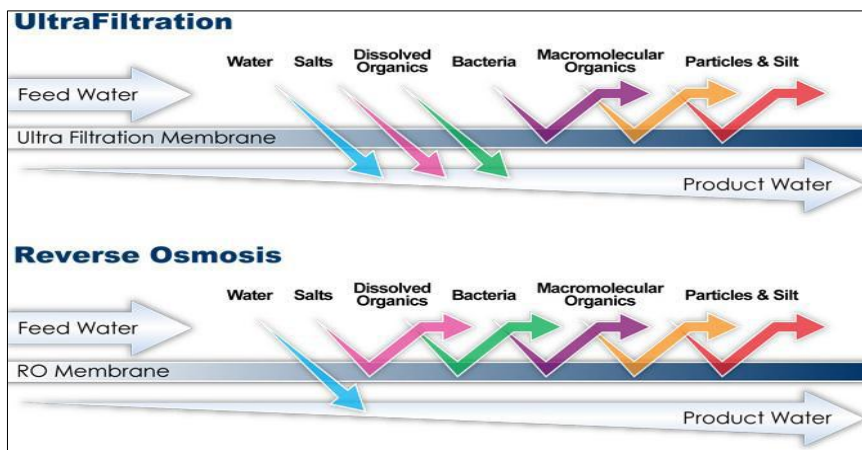 UltraFiltration
Water Salts Dissolved Organics Bacteria Macromolecular Organics Particles & Silt
Feed Water
Ultra Filtration Membrane
Product Water
Reverse Osmosis
Water Salts Dissolved Organics Bacteria Macromolecular Organics Particles & Silt
Feed Water
RO Membrane
Product Water